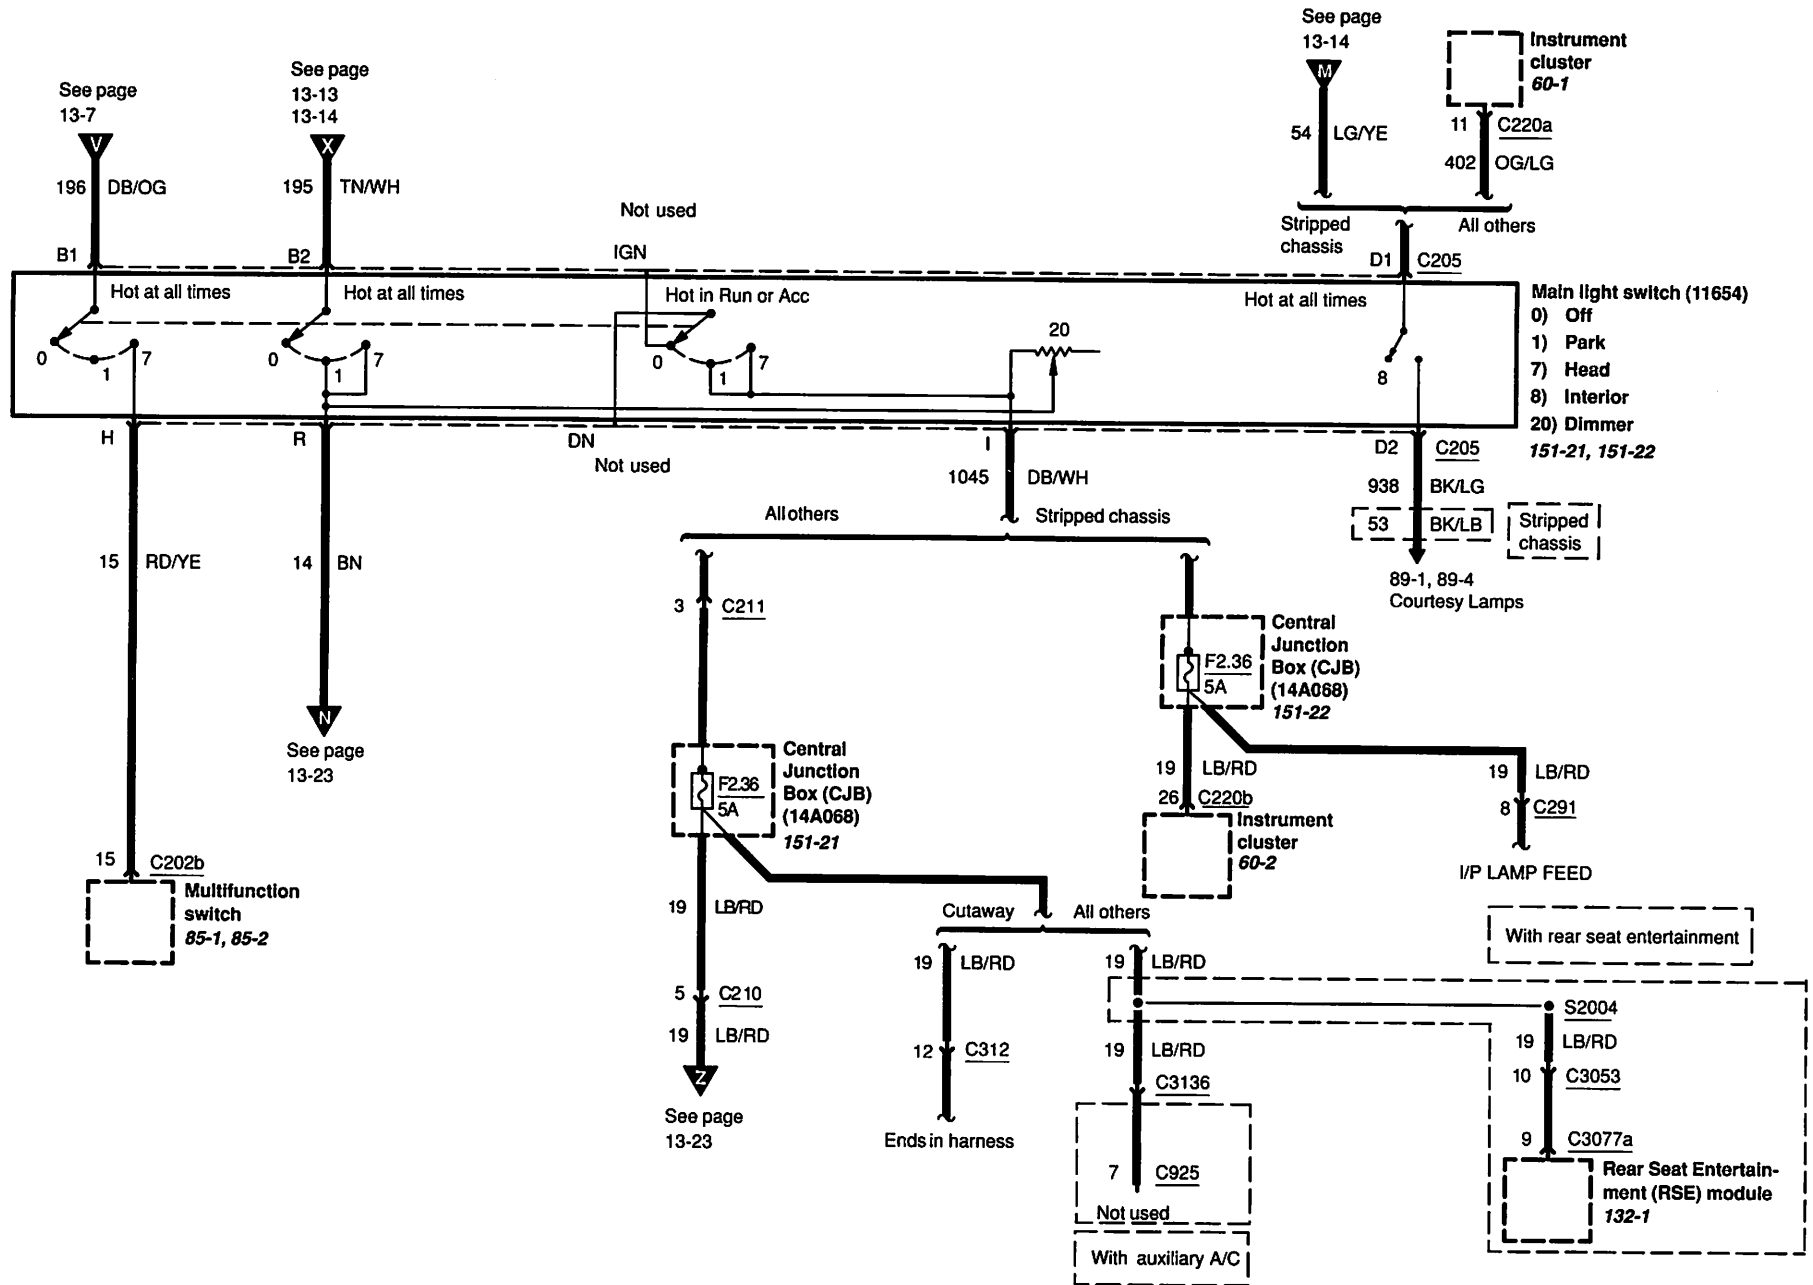 See page
13-7
V
196 DB/OG
B1
See page
13-13
13-14
X
195 TN/WH
B2
Not used
IGN
See page
13-14
M
54 LG/YE
Instrument
cluster
60-1
11 C220a
402 OG/LG
Stripped
chassis
All others
D1 C205
Hot at all times
Hot at all times
Hot in Run or Acc
Hot at all times
0 1 7
0 1 7
0 1 7
20
8
Main light switch (11654)
0) Off
1) Park
7) Head
8) Interior
20) Dimmer
151-21, 151-22
H
R
DN
Not used
I
1045 DB/WH
D2 C205
938 BK/LG
53 BK/LB
Stripped
chassis
89-1, 89-4
Courtesy Lamps
All others
Stripped chassis
15 RD/YE
14 BN
N
See page
13-23
15 C202b
Multifunction
switch
85-1, 85-2
3 C211
F2.36
5A
Central
Junction
Box (CJB)
(14A068)
151-21
F2.36
5A
Central
Junction
Box (CJB)
(14A068)
151-22
19 LB/RD
26 C220b
Instrument
cluster
60-2
19 LB/RD
8 C291
I/P LAMP FEED
19 LB/RD
5 C210
19 LB/RD
Z
See page
13-23
Cutaway
All others
19 LB/RD
12 C312
Ends in harness
19 LB/RD
19 LB/RD
C3136
7 C925
Not used
With auxiliary A/C
With rear seat entertainment
S2004
19 LB/RD
10 C3053
9 C3077a
Rear Seat Entertain-
ment (RSE) module
132-1